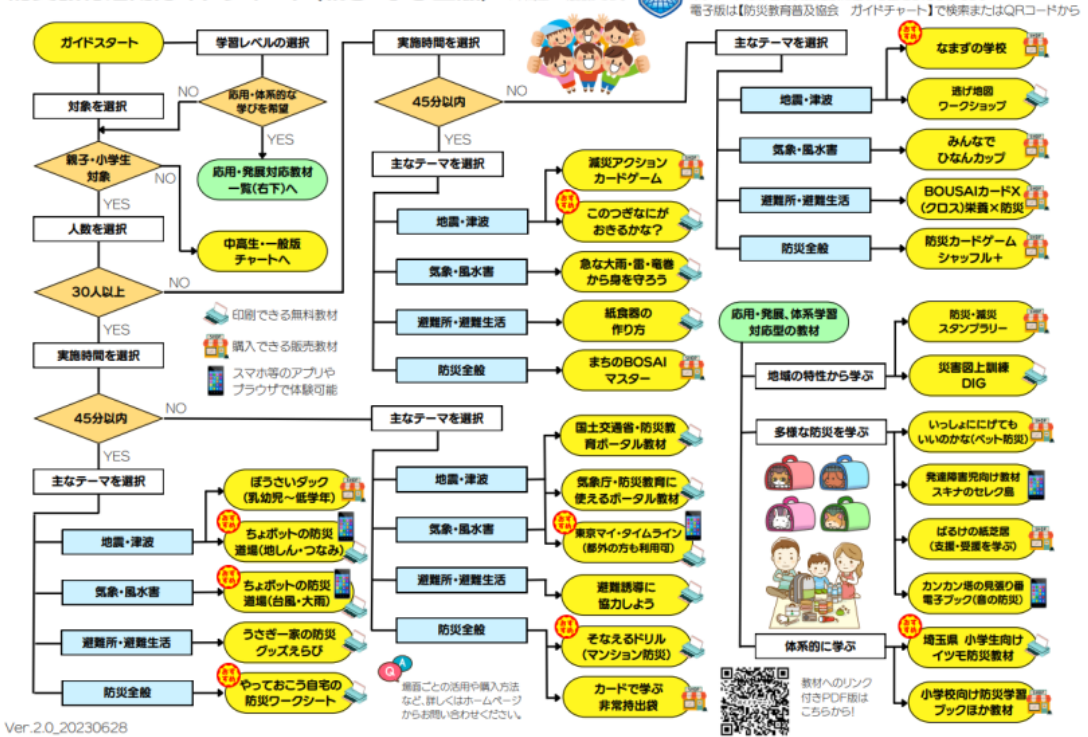 電子版は【防災教育普及協会　ガイドチャート】で検索またはQRコードから
ガイドスタート
学習レベルの選択
対象を選択
NO
応用・体系的な
学びを希望
YES
親子・小学生
対象
NO
応用・発展対応教材
一覧(右下)へ
YES
人数を選択
中高生・一般版
チャートへ
30人以上
NO
YES
印刷できる無料教材
購入できる販売教材
スマホ等のアプリや
ブラウザで体験可能
実施時間を選択
45分以内
NO
YES
主なテーマを選択
地震・津波
ぼうさいダック
(乳幼児～低学年)
おすすめ
ちょボットの防災
道場(地しん・つなみ)
気象・風水害
おすすめ
ちょボットの防災
道場(台風・大雨)
避難所・避難生活
うさぎ一家の防災
グッズえらび
防災全般
おすすめ
やっておこう自宅の
防災ワークシート
Ver.2.0_20230628
実施時間を選択
45分以内
NO
YES
主なテーマを選択
地震・津波
減災アクション
カードゲーム
おすすめ
このつぎなにが
おきるかな?
気象・風水害
急な大雨・雷・竜巻
から身を守ろう
避難所・避難生活
紙食器の
作り方
防災全般
まちのBOSAI
マスター
主なテーマを選択
地震・津波
国土交通省・防災教
育ポータル教材
気象庁・防災教育に
使えるポータル教材
気象・風水害
おすすめ
東京マイ・タイムライン
(都外の方も利用可)
避難所・避難生活
避難誘導に
協力しよう
防災全般
おすすめ
そなえるドリル
(マンション防災)
カードで学ぶ
非常持出袋
Q
A
場面ごとの活用や購入方法
など、詳しくはホームページ
からお問い合わせください。
主なテーマを選択
地震・津波
おすすめ
なまずの学校
逃げ地図
ワークショップ
気象・風水害
みんなで
ひなんカップ
避難所・避難生活
BOUSAIカードX
(クロス)栄養×防災
防災全般
防災カードゲーム
シャッフル+
応用・発展、体系学習
対応型の教材
地域の特性から学ぶ
防災・減災
スタンプラリー
災害図上訓練
DIG
多様な防災を学ぶ
いっしょににげても
いいのかな(ペット防災)
発達障害児向け教材
スキナのセレク島
ぱるけの紙芝居
(支援・受援を学ぶ)
カンカン塔の見張り番
電子ブック(音の防災)
体系的に学ぶ
おすすめ
埼玉県 小学生向け
イツモ防災教材
小学校向け防災学習
ブックほか教材
教材へのリンク
付きPDF版は
こちらから!